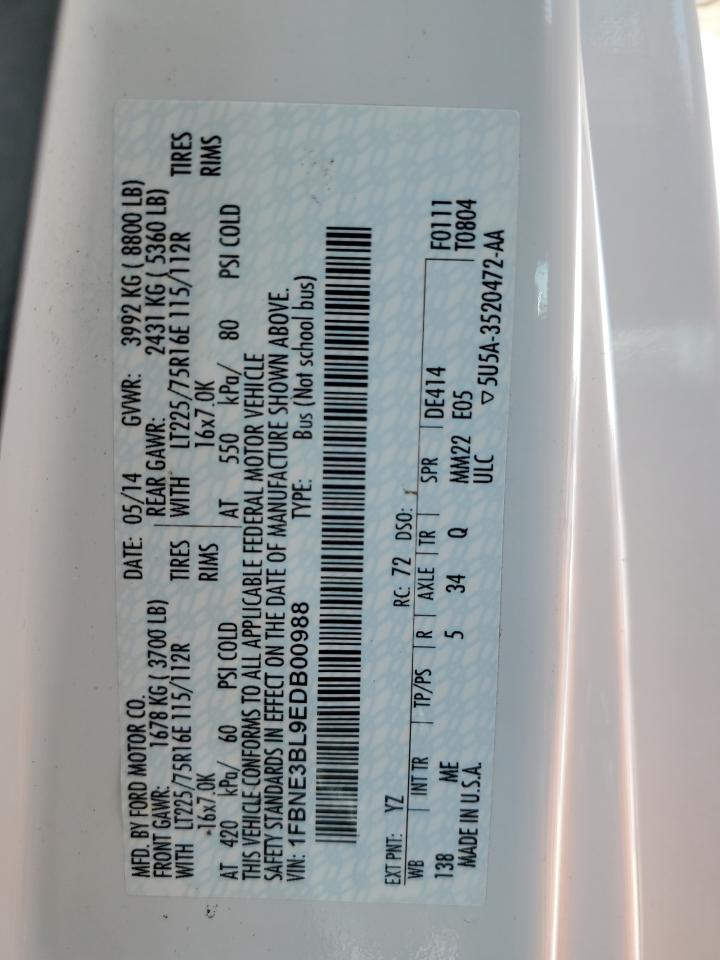 MFD. BY FORD MOTOR CO. DATE: 05/14 GVWR: 3992 KG ( 8800 LB)
FRONT GAWR: 1678 KG ( 3700 LB) REAR GAWR: 2431 KG ( 5360 LB)
WITH LT225/75R16E 115/112R TIRES WITH LT225/75R16E 115/112R TIRES
16x7.0K RIMS 16x7.0K RIMS
AT 420 kPa/ 60 PSI COLD AT 550 kPa/ 80 PSI COLD
THIS VEHICLE CONFORMS TO ALL APPLICABLE FEDERAL MOTOR VEHICLE
SAFETY STANDARDS IN EFFECT ON THE DATE OF MANUFACTURE SHOWN ABOVE.
VIN: 1FBNE3BL9EDB00988 TYPE: Bus (Not school bus)
EXT PNT: YZ RC: 72 DSO:
WB INT TR TP/PS R AXLE TR SPR DE414 F0111
138 ME 5 34 Q MM22 E05 T0804
MADE IN U.S.A. ULC ▽5U5A-3520472-AA